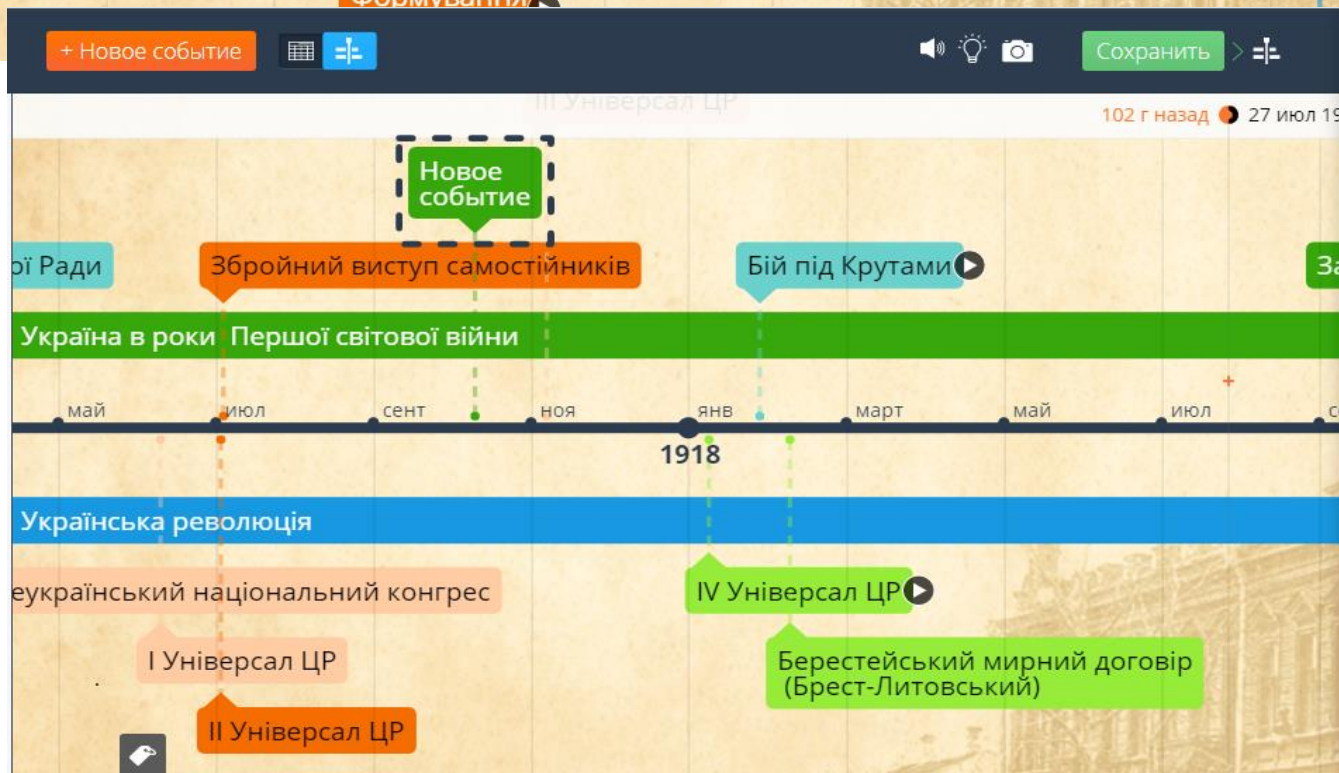 Формування
+ Новое событие
Сохранить
III Універсал ЦР
102 г назад 27 июл 19
Новое
событие
ої Ради
Збройний виступ самостійників
Бій під Крутами
За
Україна в роки Першої світової війни
май
июл
сент
ноя
янв
март
май
июл
с
1918
Українська революція
еукраїнський національний конгрес
IV Універсал ЦР
І Універсал ЦР
Берестейський мирний договір
(Брест-Литовський)
ІІ Універсал ЦР